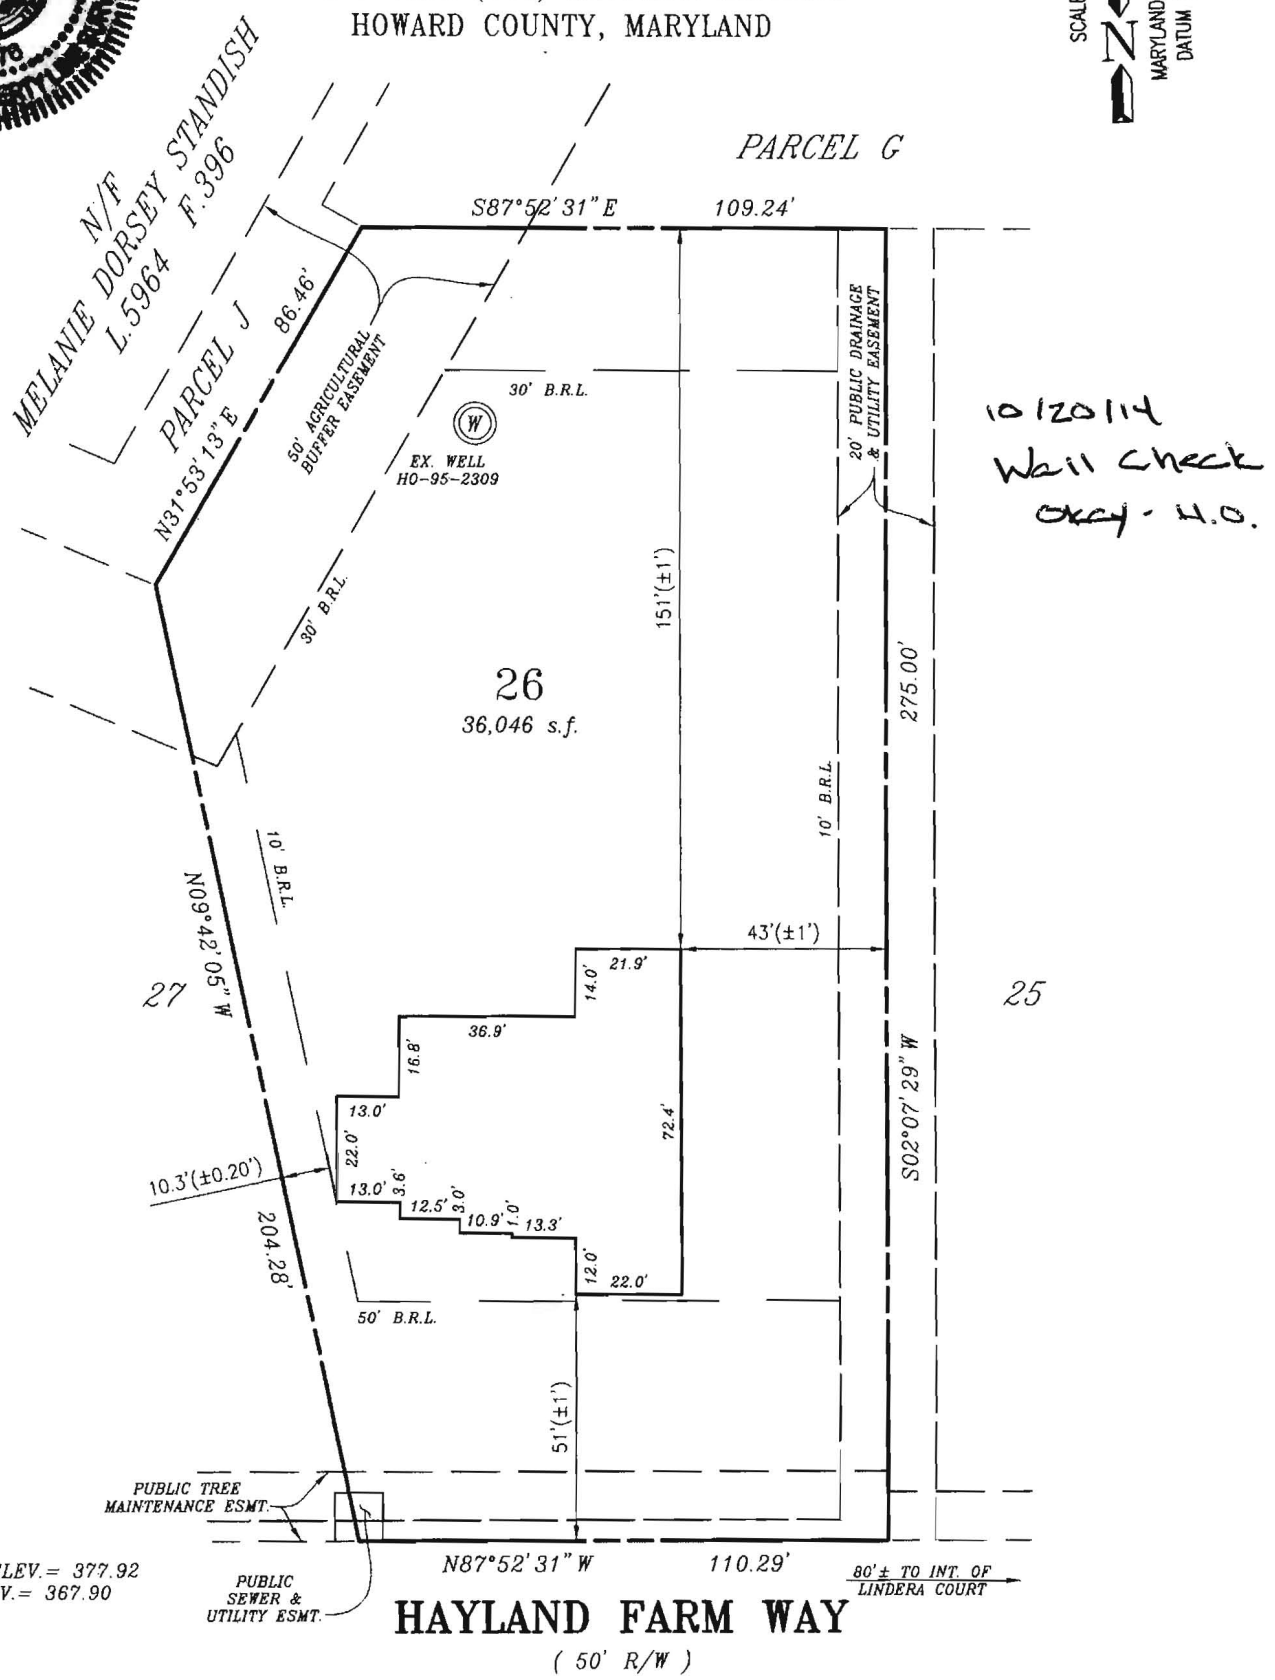 HOWARD COUNTY, MARYLAND
SCALE
MARYLAND
DATUM
N
N/F
MELANIE DORSEY STANDISH
L.5964 F.396
PARCEL J
PARCEL G
S87°52'31"E 109.24'
N31°53'13"E 86.46'
50' AGRICULTURAL
BUFFER EASEMENT
30' B.R.L.
W
EX. WELL
HO-95-2309
20' PUBLIC DRAINAGE
& UTILITY EASEMENT
10/20/14
Wall Check
Okay - H.O.
30' B.R.L.
151'(±1')
26
36,046 s.f.
275.00'
10' B.R.L.
10' B.R.L.
N09°42'05"W
27
43'(±1')
21.9'
14.0'
25
36.9'
16.8'
13.0'
22.0'
72.4'
S02°07'29"W
10.3'(±0.20')
13.0'
3.6'
12.5'
3.0'
10.9'
1.0'
13.3'
204.28'
12.0'
22.0'
50' B.R.L.
51'(±1')
PUBLIC TREE
MAINTENANCE ESMT.
N87°52'31"W 110.29'
LEV.= 377.92
V.= 367.90
PUBLIC
SEWER &
UTILITY ESMT.
80'± TO INT. OF
LINDERA COURT
HAYLAND FARM WAY
( 50' R/W )